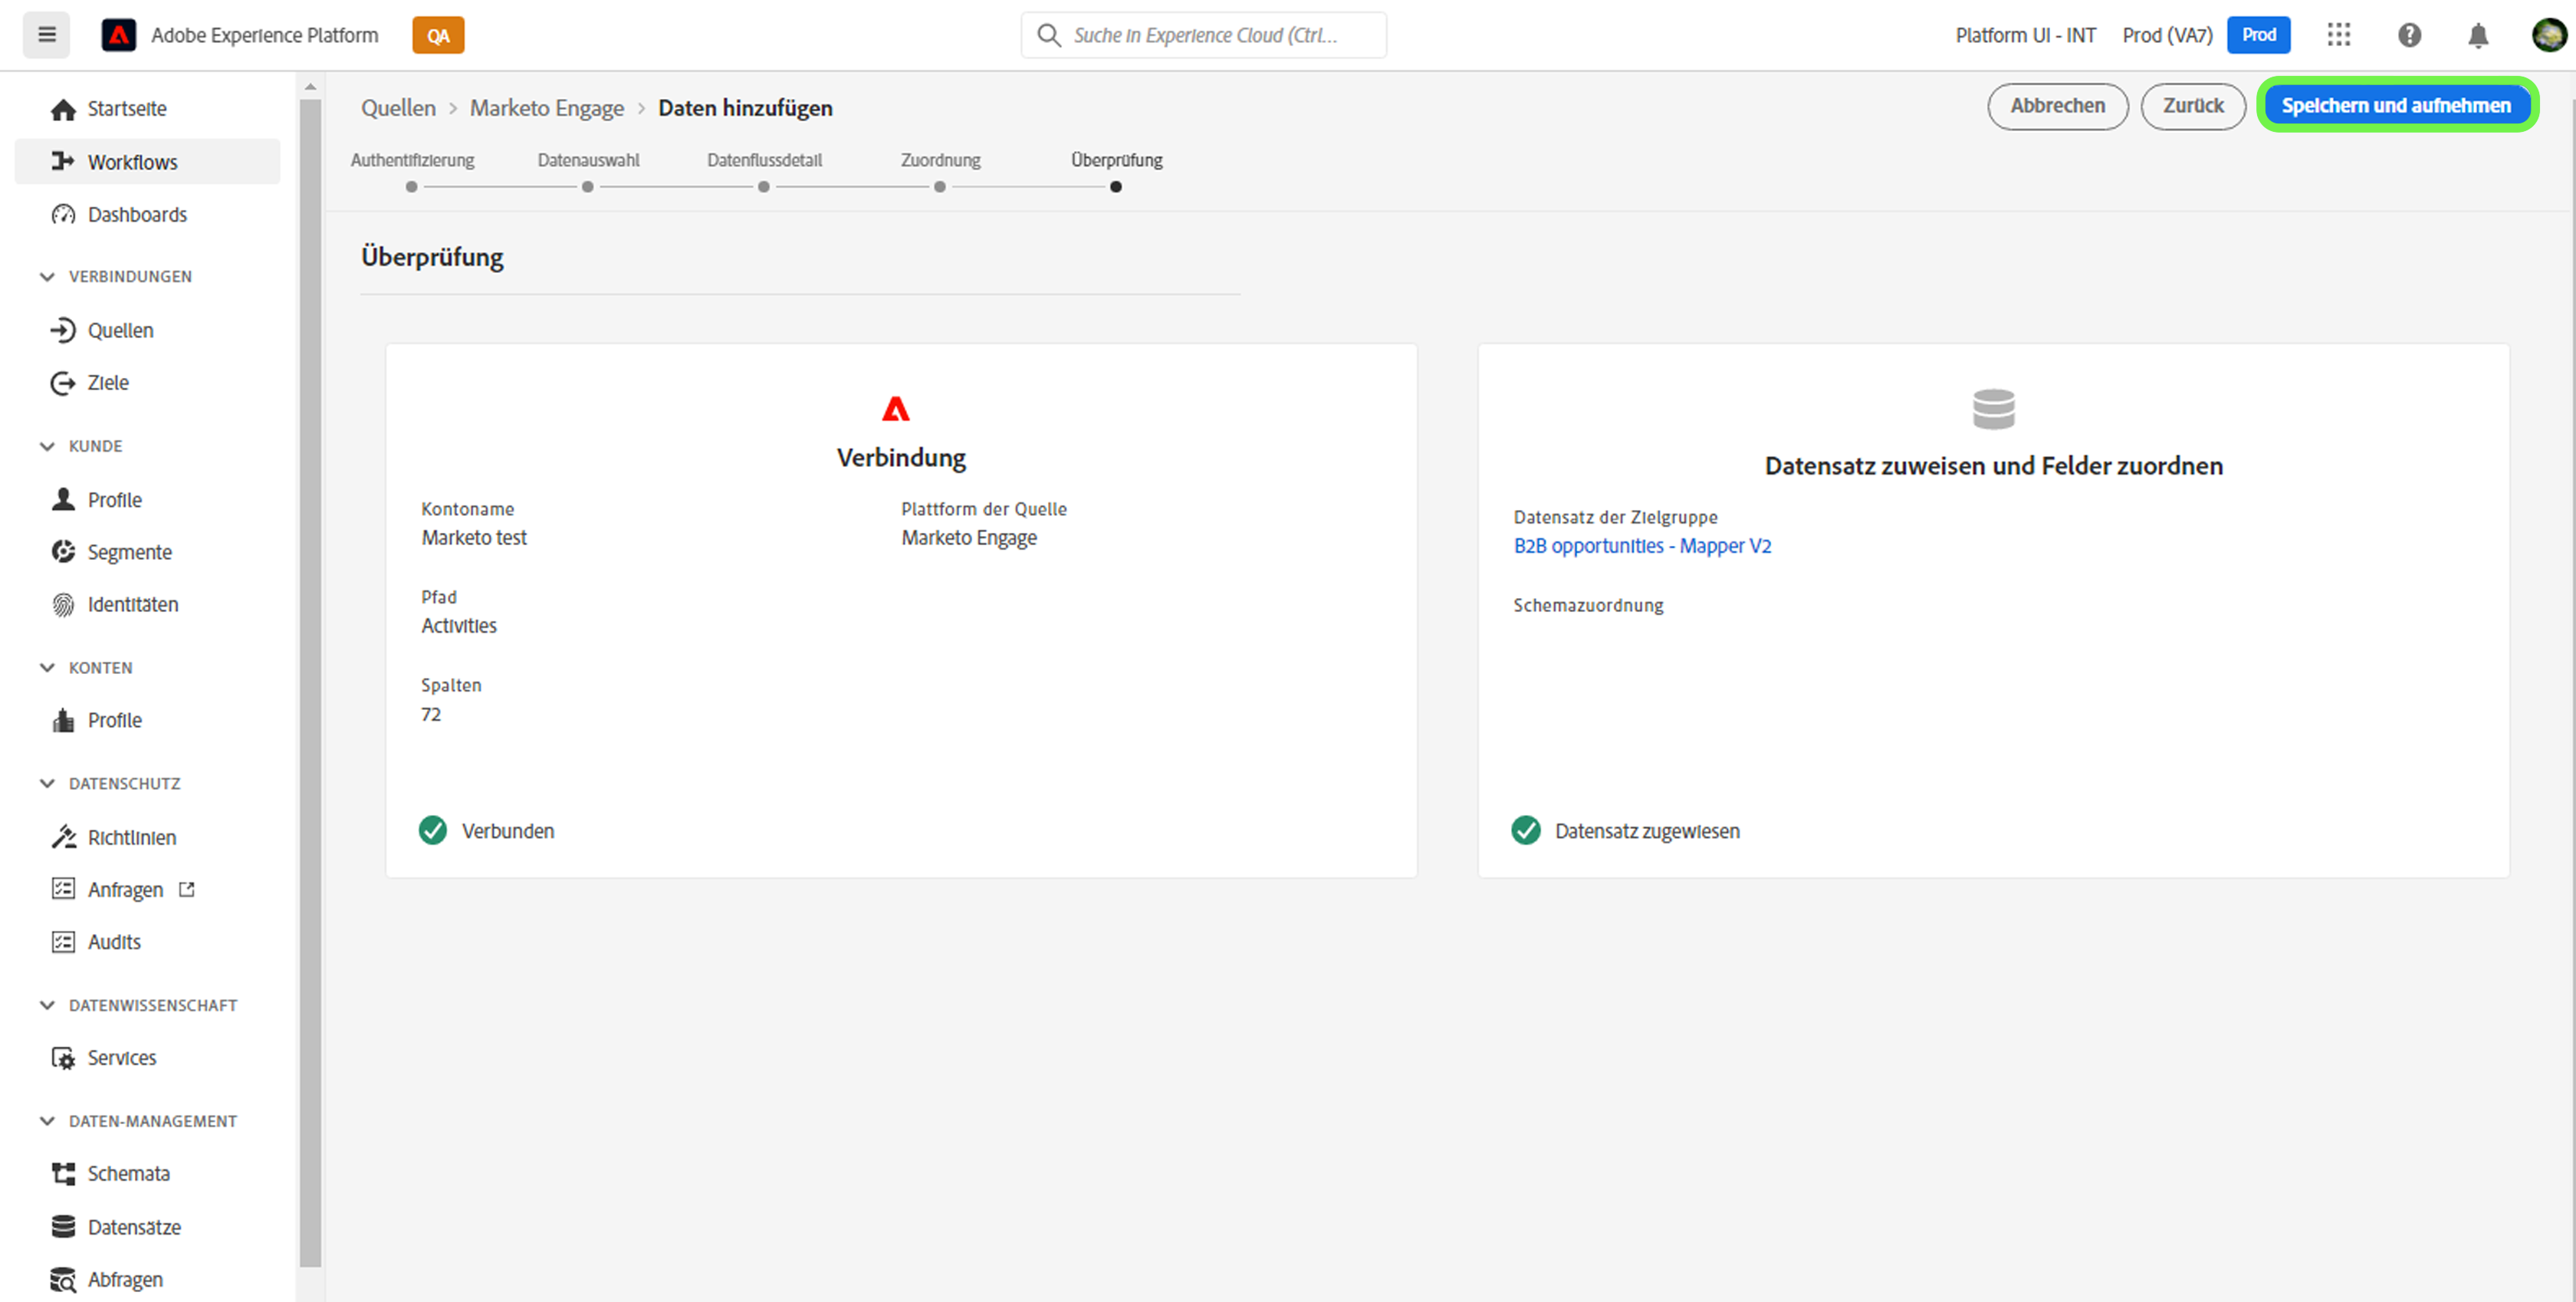 Adobe Experience Platform
QA
Suche in Experience Cloud (Ctrl...
Platform UI - INT
Prod (VA7)
Prod
Startseite
Workflows
Dashboards
VERBINDUNGEN
Quellen
Ziele
KUNDE
Profile
Segmente
Identitäten
KONTEN
Profile
DATENSCHUTZ
Richtlinien
Anfragen
Audits
DATENWISSENSCHAFT
Services
DATEN-MANAGEMENT
Schemata
Datensätze
Abfragen
Quellen > Marketo Engage > Daten hinzufügen
Abbrechen
Zurück
Speichern und aufnehmen
Authentifizierung
Datenauswahl
Datenflussdetail
Zuordnung
Überprüfung
Überprüfung
Verbindung
Kontoname
Marketo test
Plattform der Quelle
Marketo Engage
Pfad
Activities
Spalten
72
Verbunden
Datensatz zuweisen und Felder zuordnen
Datensatz der Zielgruppe
B2B opportunities - Mapper V2
Schemazuordnung
Datensatz zugewiesen